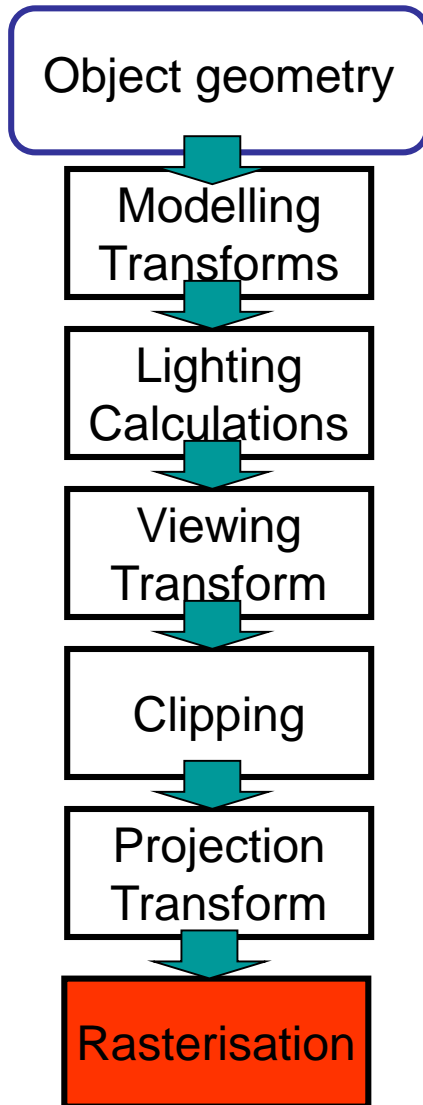 Object geometry
Modelling
Transforms
Lighting
Calculations
Viewing
Transform
Clipping
Projection
Transform
Rasterisation